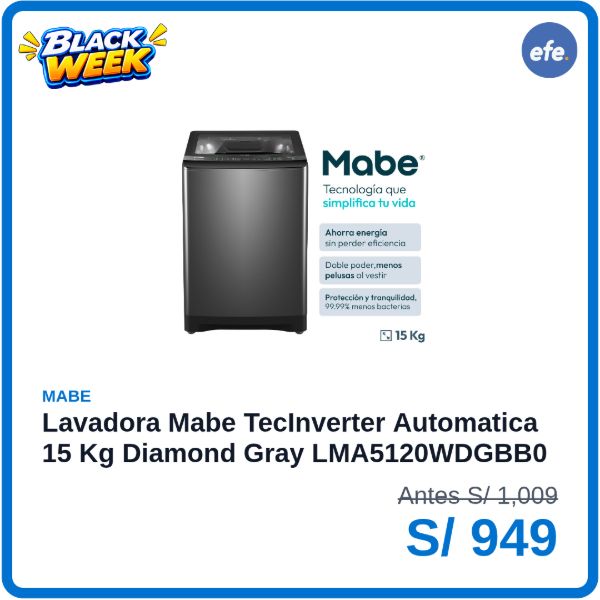 BLACK
WEEK
efe.
Mabe®
Tecnología que
simplifica tu vida
Ahorra energía
sin perder eficiencia
Doble poder,menos
pelusas al vestir
Protección y tranquilidad,
99.99% menos bacterias
15 Kg
MABE
Lavadora Mabe TecInverter Automatica
15 Kg Diamond Gray LMA5120WDGBB0
Antes S/ 1,009
S/ 949